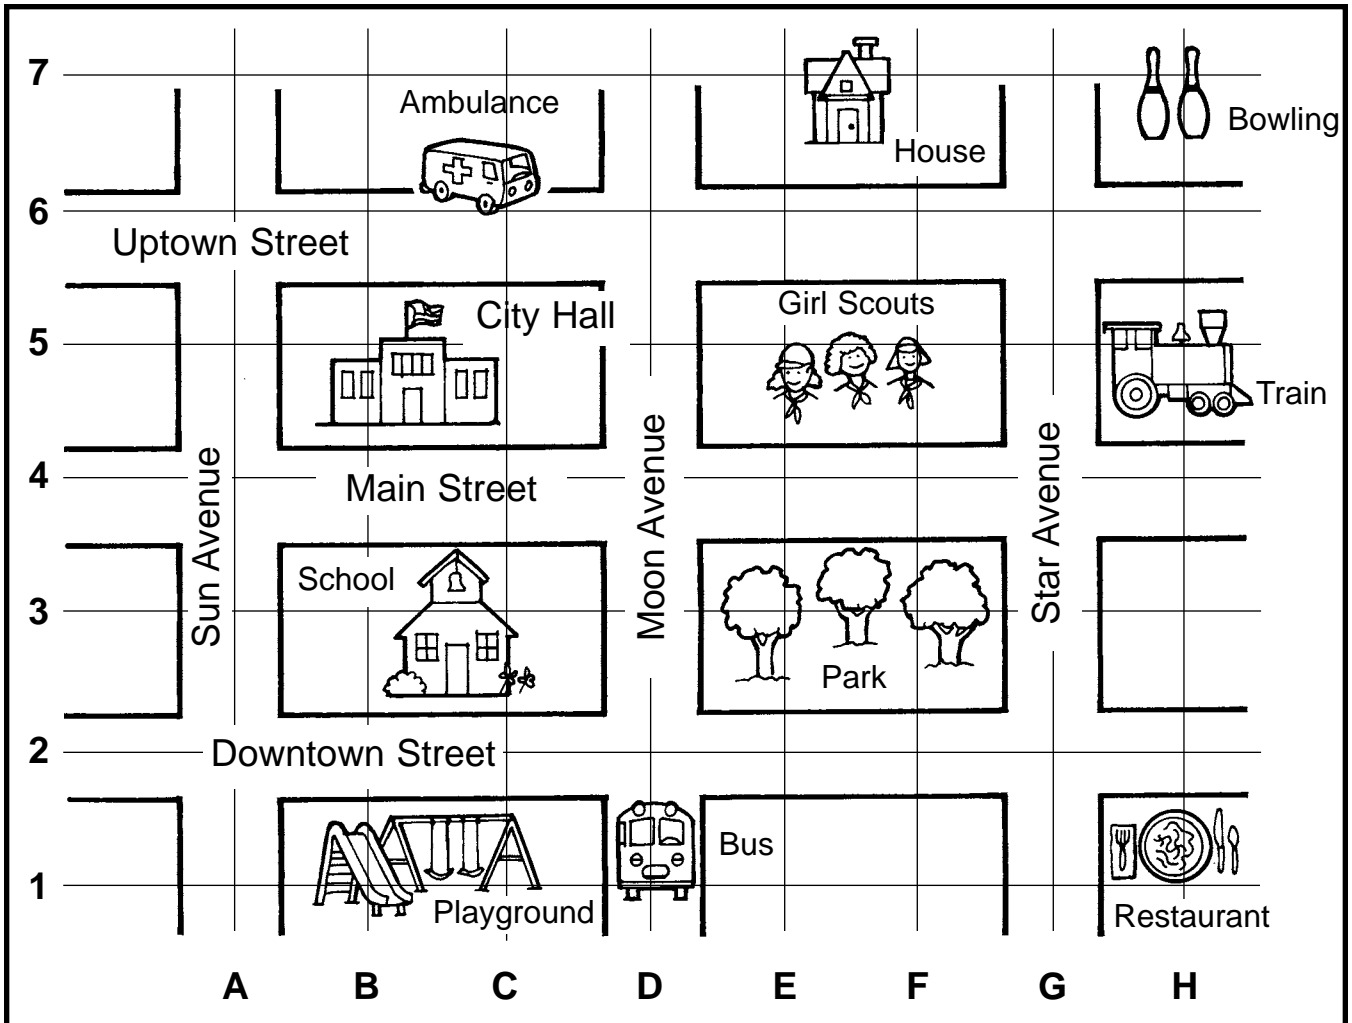 7
Ambulance
Bowling
House
6
Uptown Street
Girl Scouts
City Hall
5
Train
Sun Avenue
Moon Avenue
Star Avenue
4
Main Street
School
3
Park
2
Downtown Street
Bus
1
Playground
Restaurant
A B C D E F G H